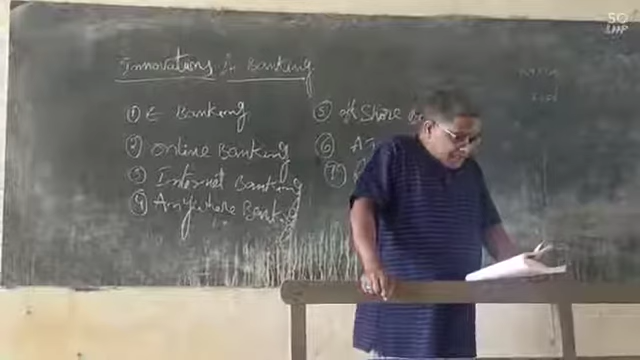 Innovations in Banking
① E Banking
② Online Banking
③ Internet Banking
④ Anywhere Banking
⑤ Off Shore
⑥ AT
⑦